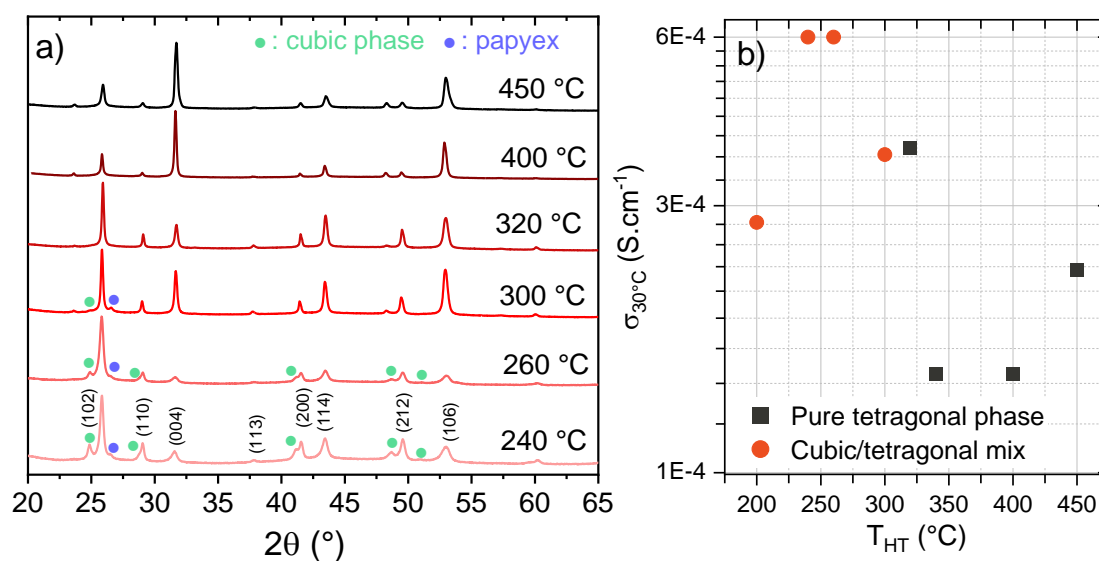 a)
● : cubic phase ● : papyex
450 °C
400 °C
320 °C
300 °C
260 °C
240 °C
(102)
(110)
(004)
(113)
(200)
(114)
(212)
(106)
20 25 30 35 40 45 50 55 60 65
2θ (°)
b)
6E-4
3E-4
1E-4
σ30°C (S.cm-1)
Pure tetragonal phase
Cubic/tetragonal mix
200 250 300 350 400 450
THT (°C)